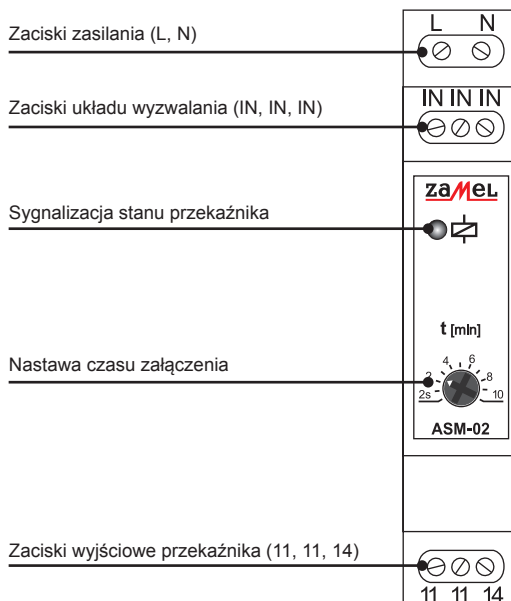 L N
Zaciski zasilania (L, N)
IN IN IN
Zaciski układu wyzwalania (IN, IN, IN)
zaMeL
Sygnalizacja stanu przekaźnika
t [min]
Nastawa czasu załączenia
2s 2 4 6 8 10
ASM-02
Zaciski wyjściowe przekaźnika (11, 11, 14)
11 11 14